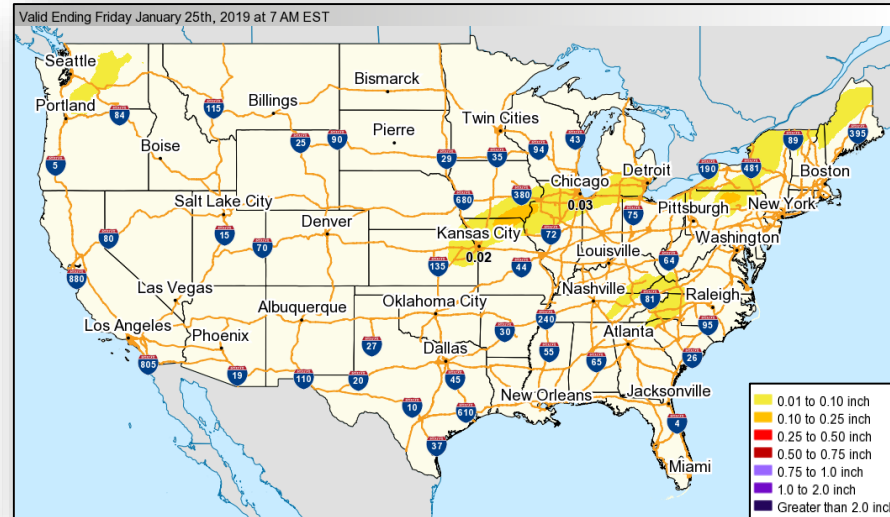 Valid Ending Friday January 25th, 2019 at 7 AM EST
Seattle
Portland
84
5
Boise
115
Billings
Bismarck
25
90
Pierre
Twin Cities
29
35
94
43
Chicago
0.03
Detroit
190
481
89
395
Boston
Salt Lake City
80
15
70
Denver
680
380
Kansas City
0.02
135
44
72
75
Pittsburgh
New York
Washington
Louisville
64
880
Las Vegas
Los Angeles
805
Phoenix
19
Albuquerque
110
Oklahoma City
27
20
Dallas
30
240
Nashville
81
Raleigh
95
Atlanta
55
65
26
45
10
610
37
New Orleans
Jacksonville
4
Miami
0.01 to 0.10 inch
0.10 to 0.25 inch
0.25 to 0.50 inch
0.50 to 0.75 inch
0.75 to 1.0 inch
1.0 to 2.0 inch
Greater than 2.0 inch